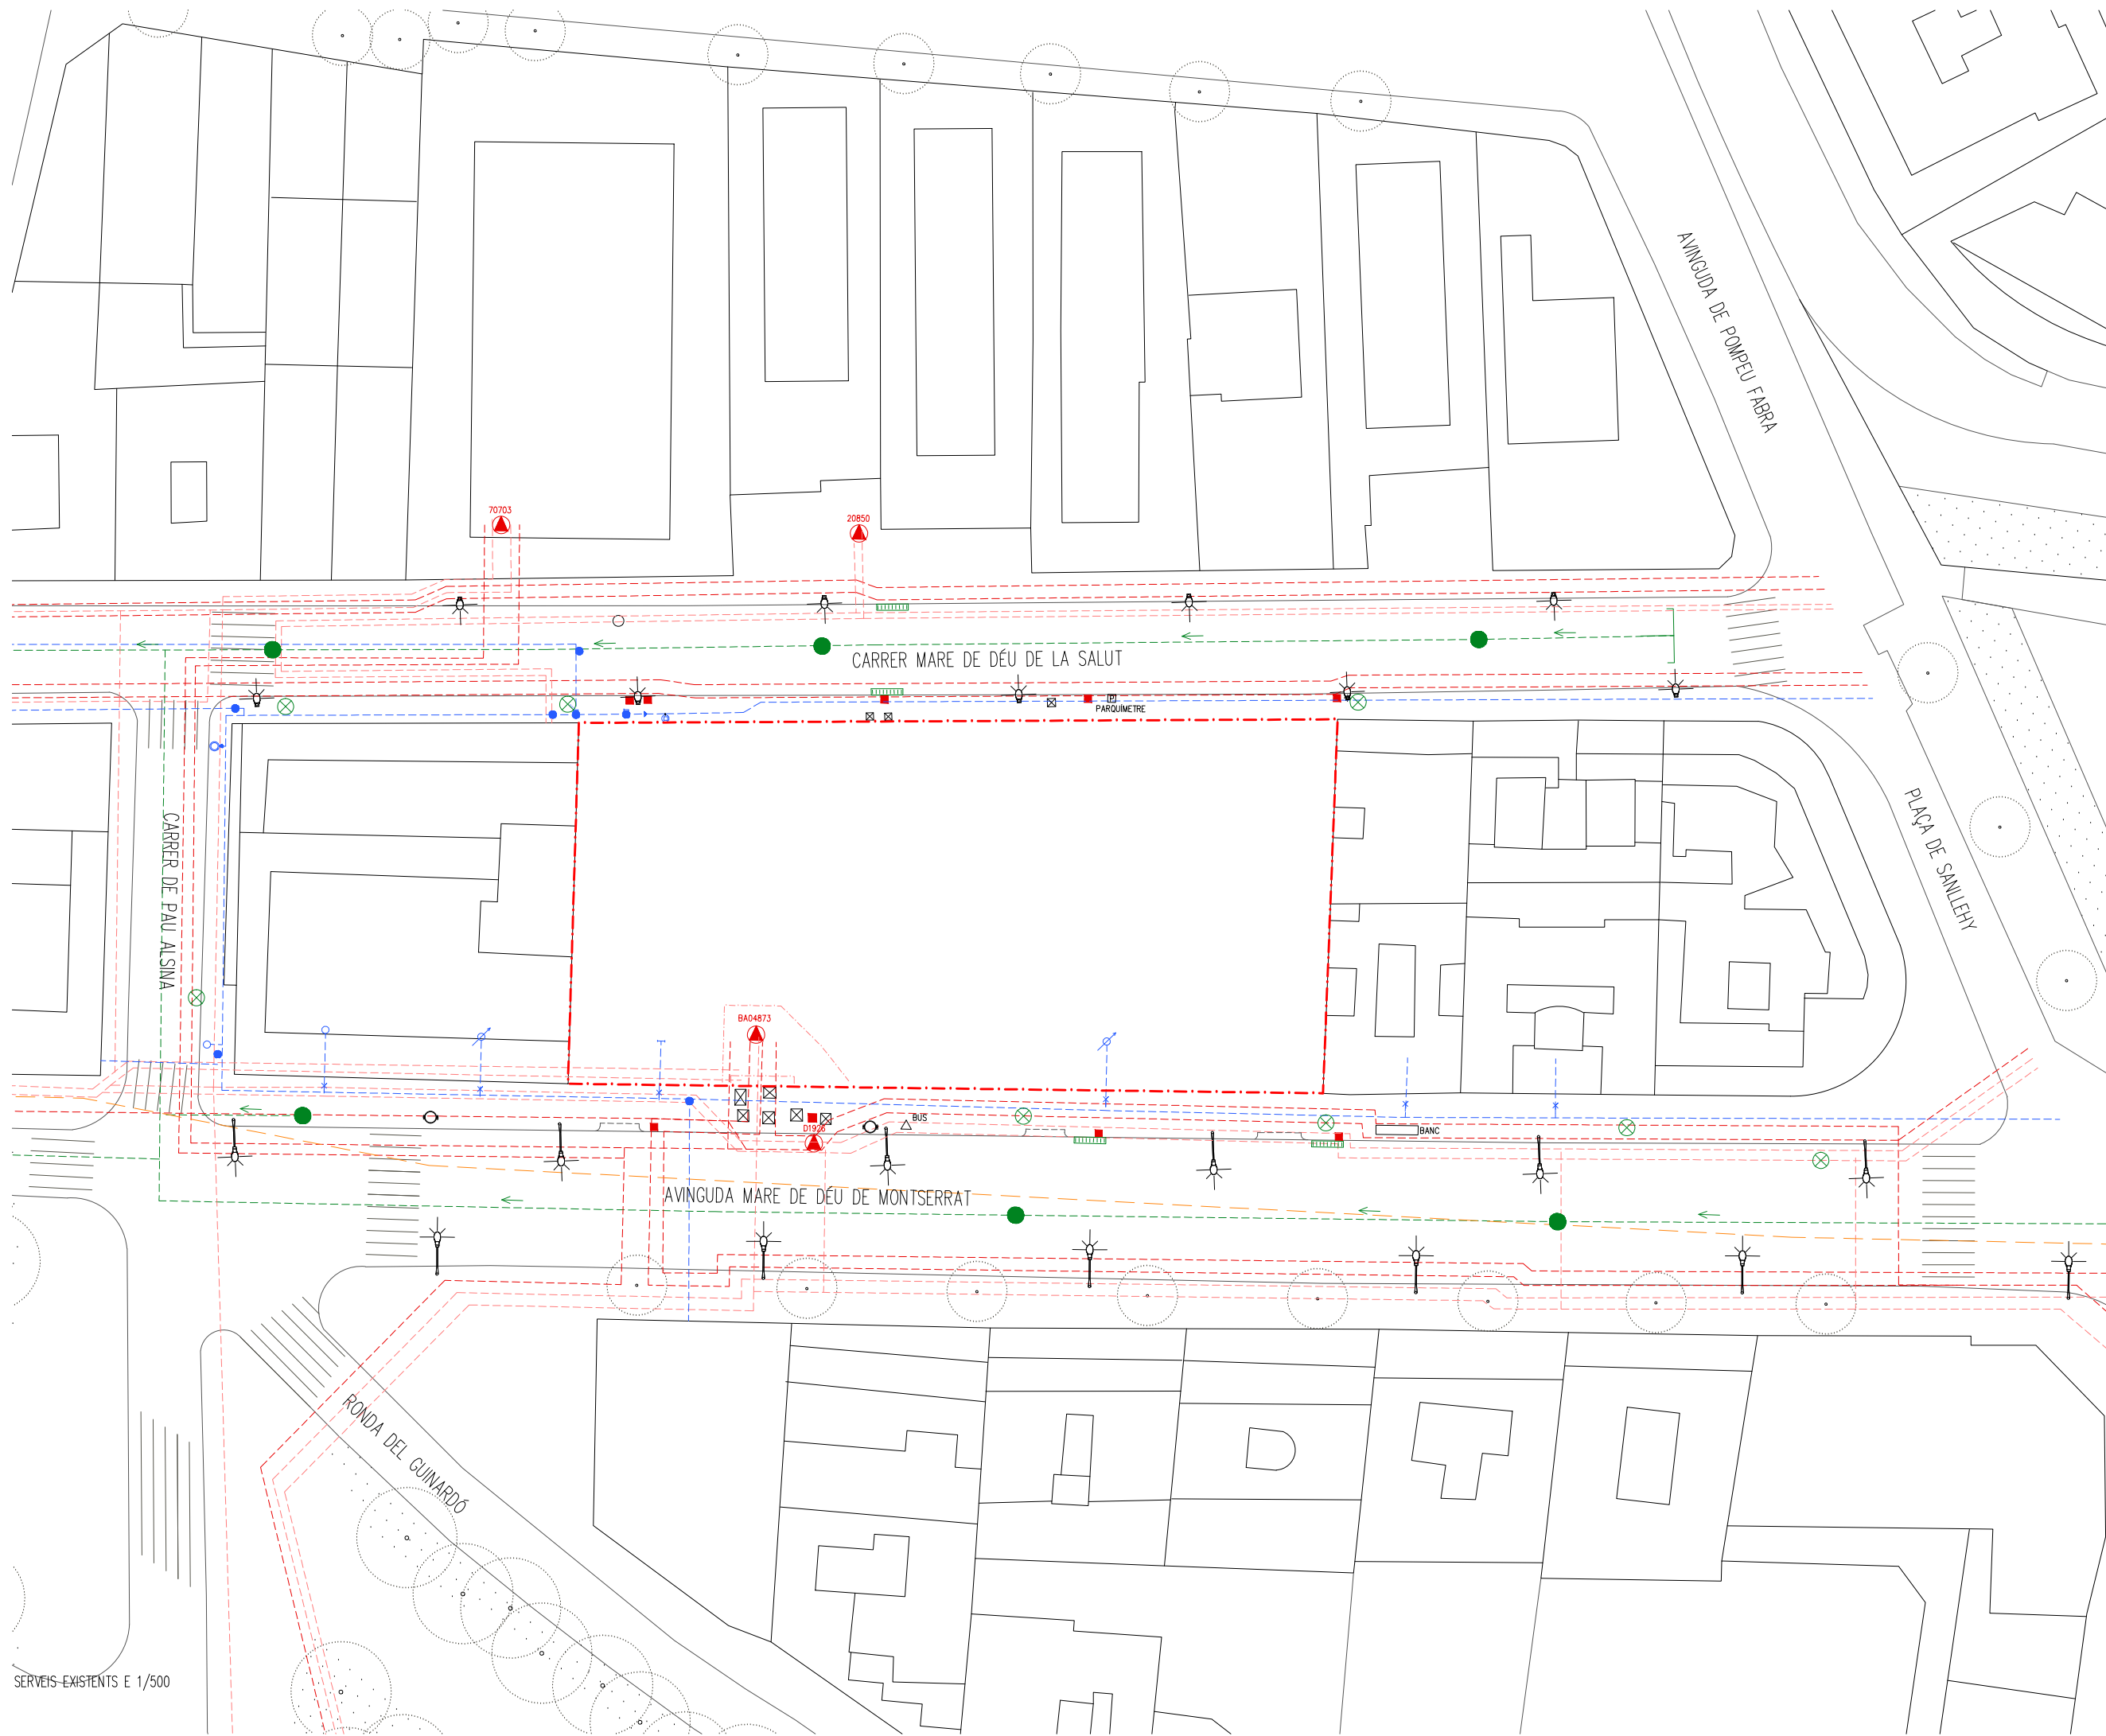 AVINGUDA DE POMPEU FABRA
70703
20850
CARRER MARE DE DÉU DE LA SALUT
P
PARQUÍMETRE
CARRER DE PAU ALSINA
PLAÇA DE SANLLEHY
BA04873
BUS
D1926
BANC
AVINGUDA MARE DE DÉU DE MONTSERRAT
RONDA DEL GUINARDÓ
SERVEIS EXISTENTS E 1/500